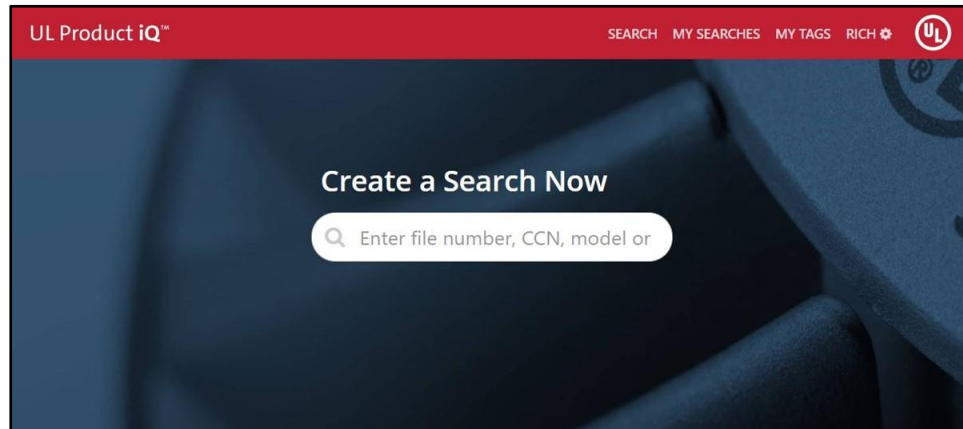 UL Product iQ™
SEARCH MY SEARCHES MY TAGS RICH
UL
Create a Search Now
Enter file number, CCN, model or
®